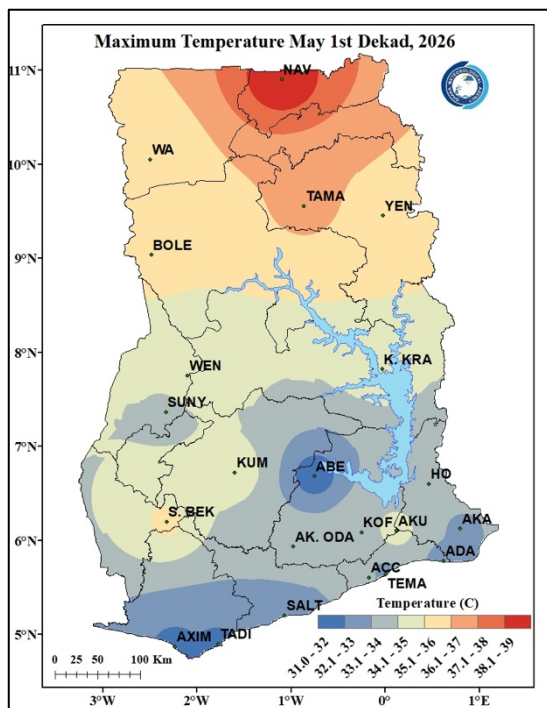 Maximum Temperature May 1st Dekad, 2026
11°N
NAV
10°N
WA
TAMA
YEN
9°N
BOLE
8°N
K. KRA
WEN
SUNY
7°N
KUM
ABE
HO
S. BEK
6°N
AK. ODA
KOF
AKU
AKA
ADA
ACC
TEMA
SALT
Temperature (C)
5°N
AXIM
TADI
31.0 - 32
32.1 - 33
33.1 - 34
34.1 - 35
35.1 - 36
36.1 - 37
37.1 - 38
38.1 - 39
0 25 50 100 Km
3°W 2°W 1°W 0° 1°E